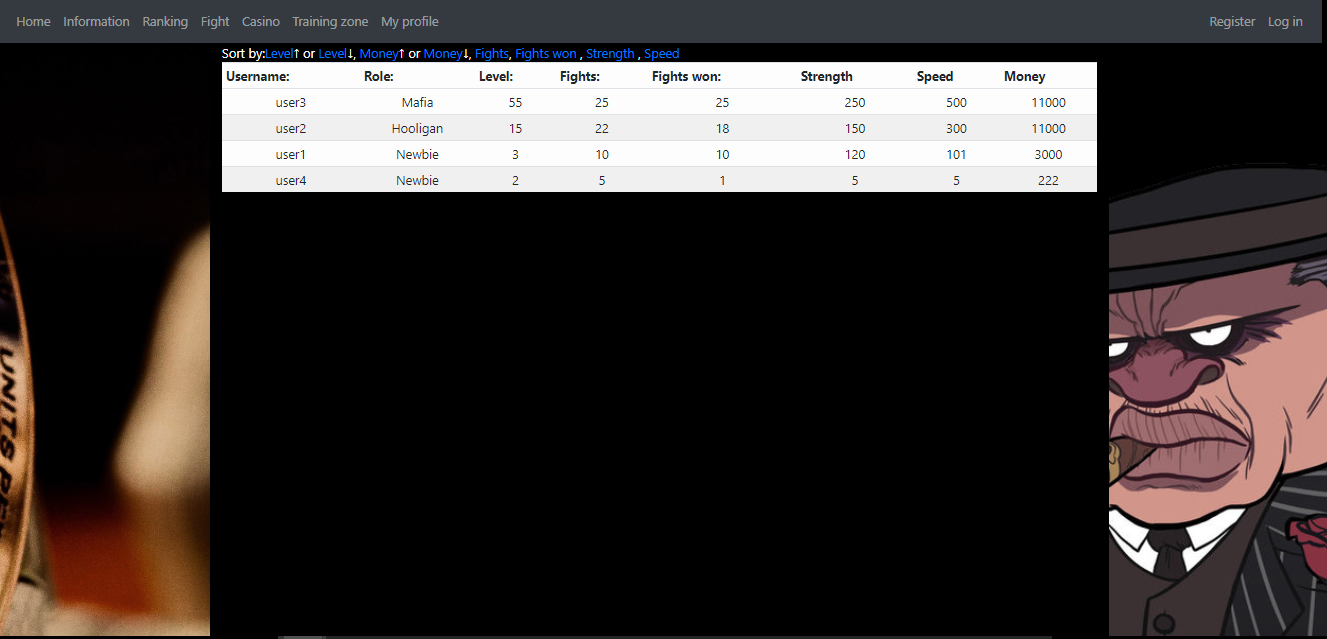 Home Information Ranking Fight Casino Training zone My profile Register Log in
Sort by:Level↑ or Level↓, Money↑ or Money↓, Fights, Fights won , Strength , Speed
Username: Role: Level: Fights: Fights won: Strength Speed Money
user3 Mafia 55 25 25 250 500 11000
user2 Hooligan 15 22 18 150 300 11000
user1 Newbie 3 10 10 120 101 3000
user4 Newbie 2 5 1 5 5 222
UNITS